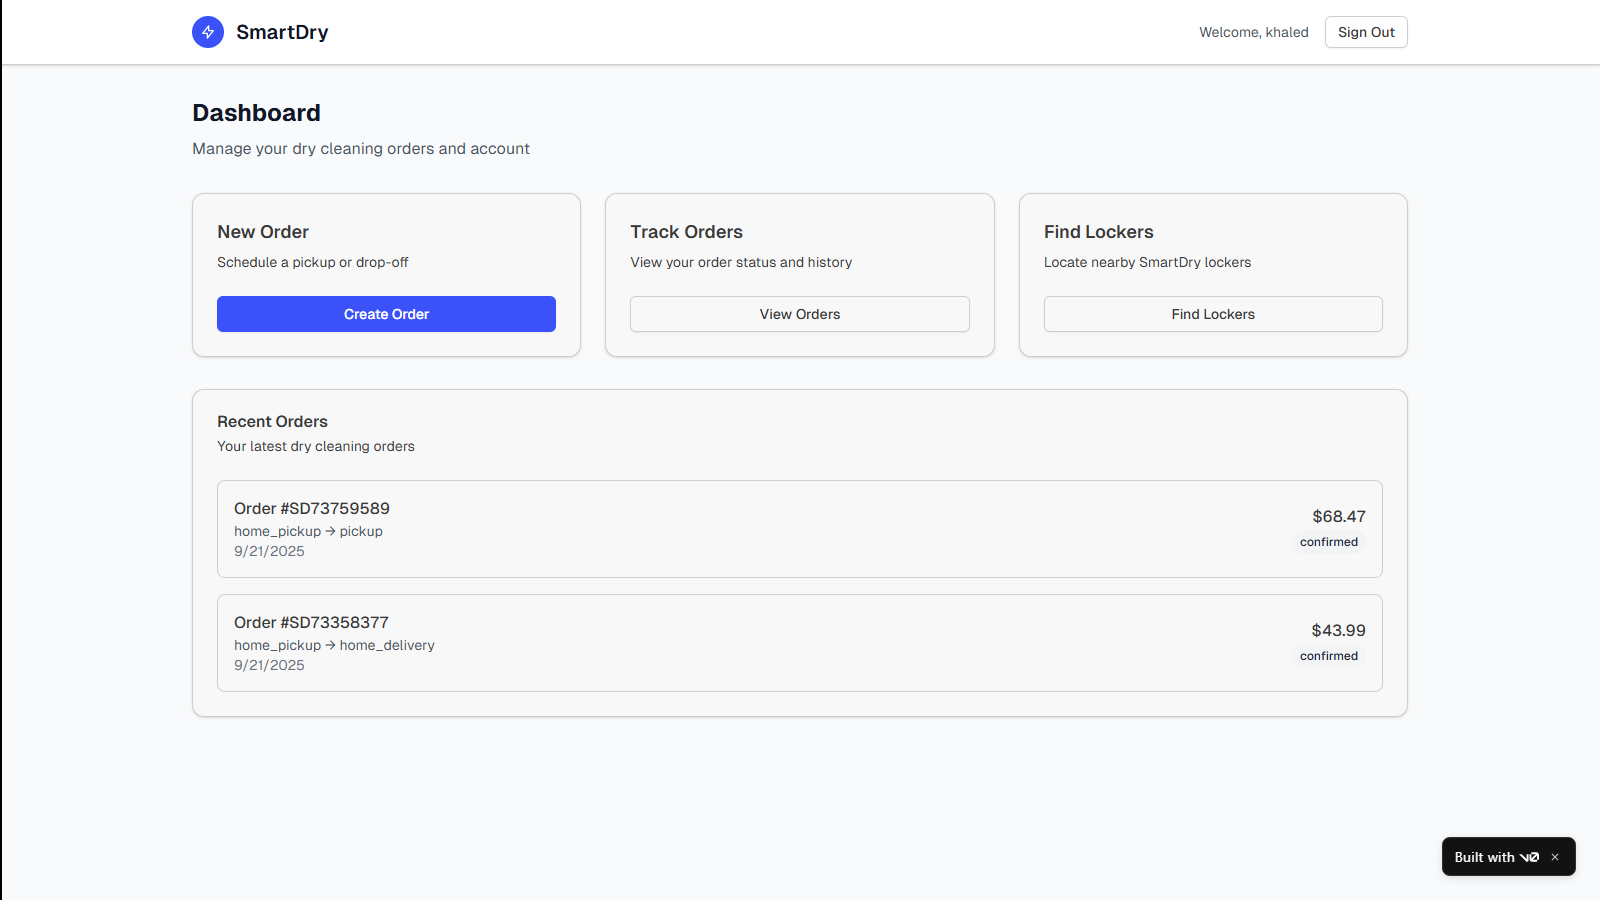 SmartDry
Welcome, khaled
Sign Out
Dashboard
Manage your dry cleaning orders and account
New Order
Schedule a pickup or drop-off
Create Order
Track Orders
View your order status and history
View Orders
Find Lockers
Locate nearby SmartDry lockers
Find Lockers
Recent Orders
Your latest dry cleaning orders
Order #SD73759589
home_pickup → pickup
9/21/2025
$68.47
confirmed
Order #SD73358377
home_pickup → home_delivery
9/21/2025
$43.99
confirmed
Built with v0 ×